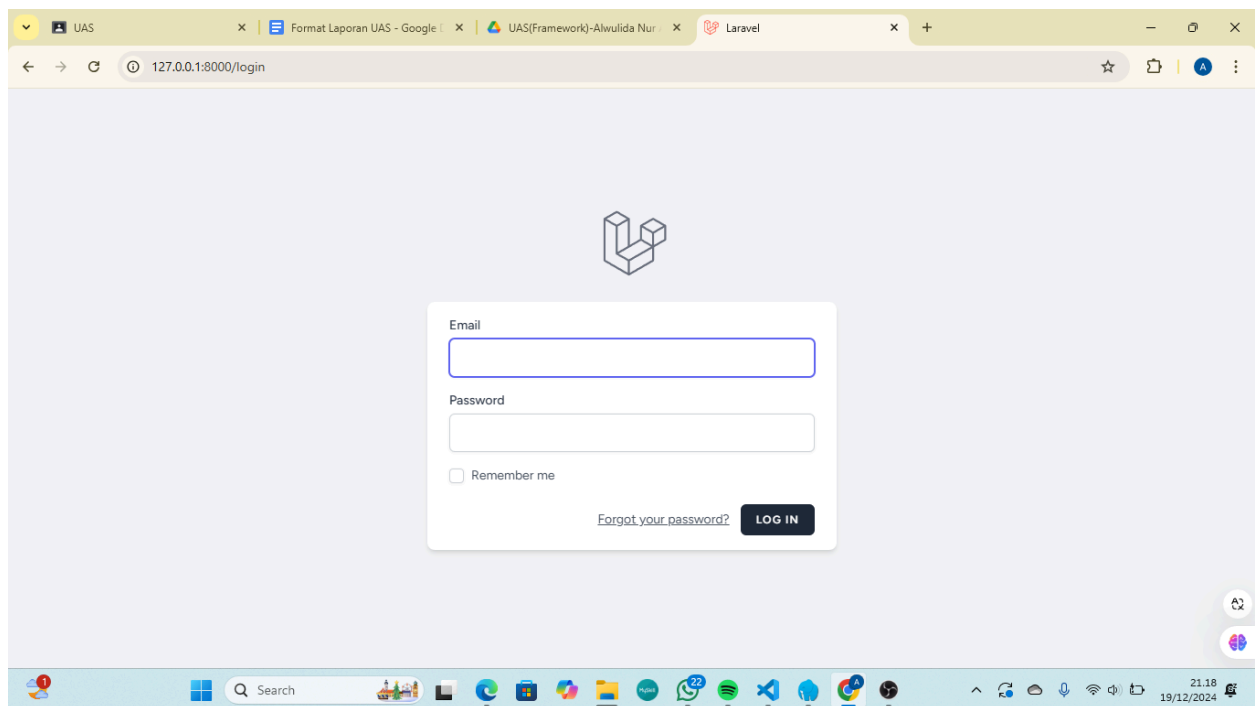 UAS
Format Laporan UAS - Google D
UAS(Framework)-Alwulida Nur A
Laravel
127.0.0.1:8000/login
A
Email
Password
Remember me
Forgot your password?
LOG IN
1
Search
22
A
21.18
19/12/2024